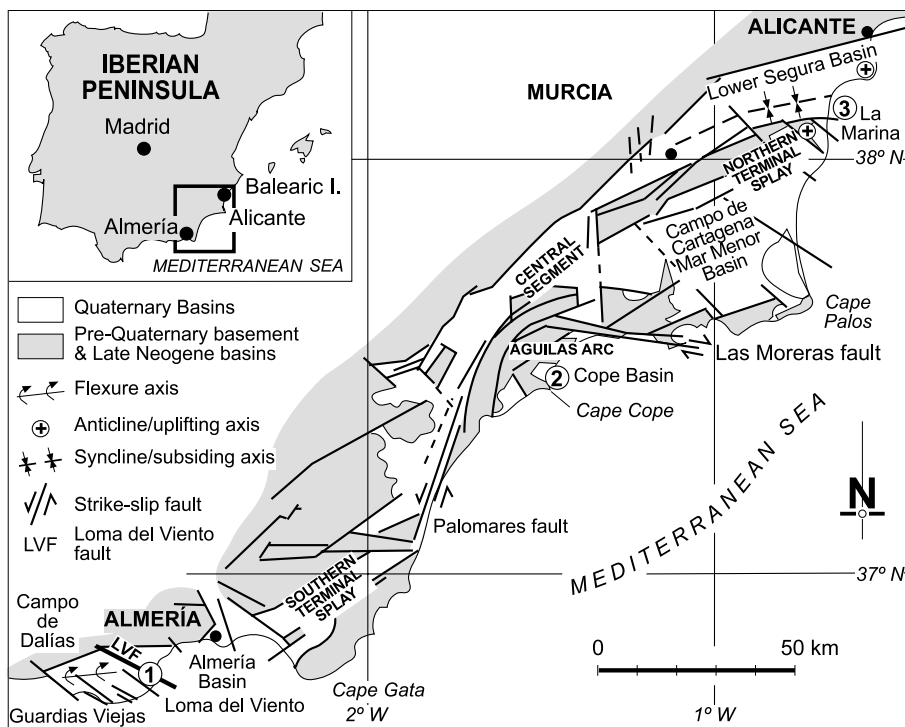 IBERIAN
PENINSULA
Madrid
Balearic I.
Almería
Alicante
MEDITERRANEAN SEA
Quaternary Basins
Pre-Quaternary basement
& Late Neogene basins
Flexure axis
Anticline/uplifting axis
Syncline/subsiding axis
Strike-slip fault
LVF
Loma del Viento
fault
ALICANTE
MURCIA
Lower Segura Basin
3
La
Marina
38º N
NORTHERN
TERMINAL
SPLAY
Campo de
Cartagena
Mar Menor
Basin
CENTRAL
SEGMENT
Cape
Palos
AGUILAS ARC
Las Moreras fault
2
Cope Basin
Cape Cope
MEDITERRANEAN SEA
N
Palomares fault
37º N
SOUTHERN
TERMINAL
SPLAY
Campo
de
Dalías
ALMERÍA
LVF
1
Almería
Basin
Loma del Viento
Guardias Viejas
Cape Gata
2º W
1º W
0
50 km